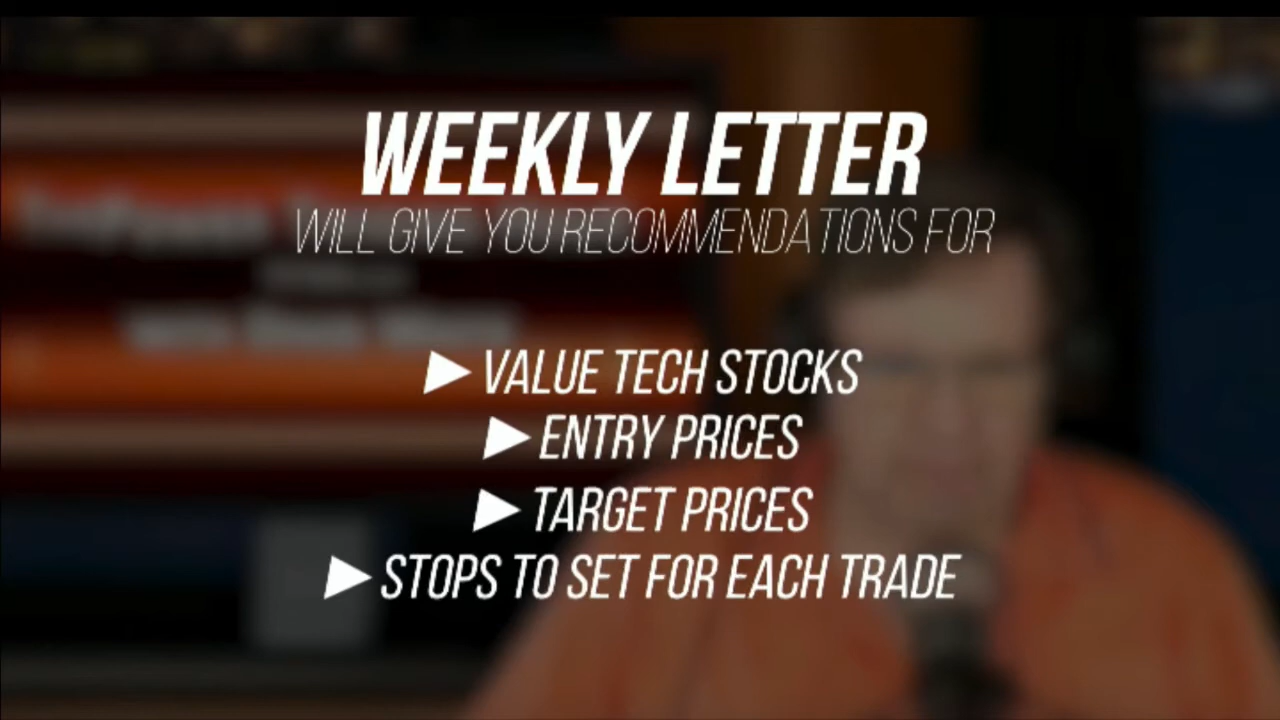 WEEKLY LETTER
WILL GIVE YOU RECOMMENDATIONS FOR
▶ VALUE TECH STOCKS
▶ ENTRY PRICES
▶ TARGET PRICES
▶ STOPS TO SET FOR EACH TRADE